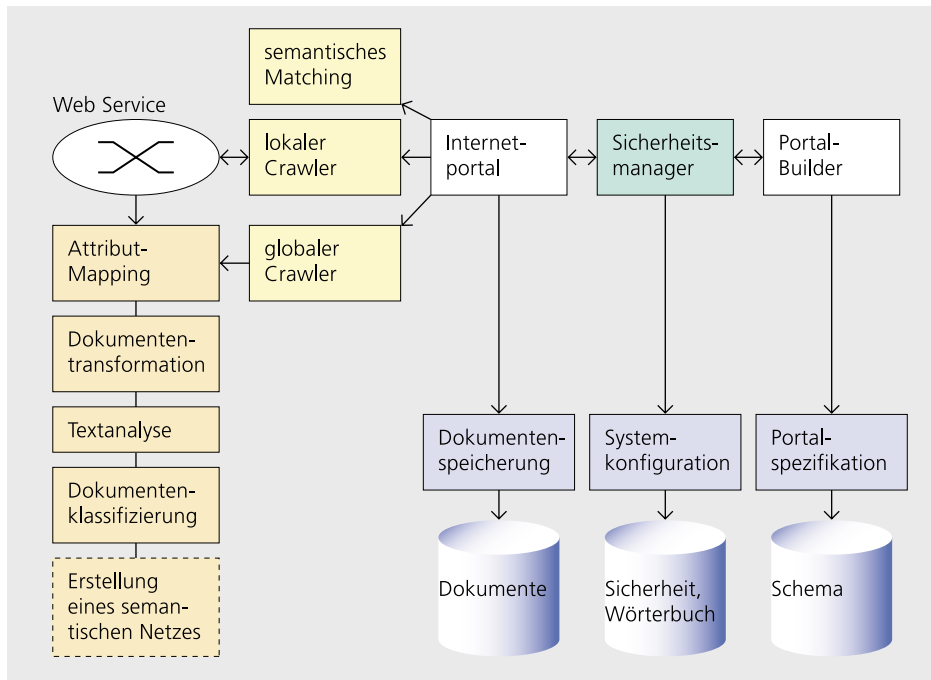 semantisches
Matching
Web Service
lokaler
Crawler
Internet-
portal
Sicherheits-
manager
Portal-
Builder
Attribut-
Mapping
globaler
Crawler
Dokumenten-
transformation
Textanalyse
Dokumenten-
klassifizierung
Erstellung
eines seman-
tischen Netzes
Dokumenten-
speicherung
System-
konfiguration
Portal-
spezifikation
Dokumente
Sicherheit,
Wörterbuch
Schema